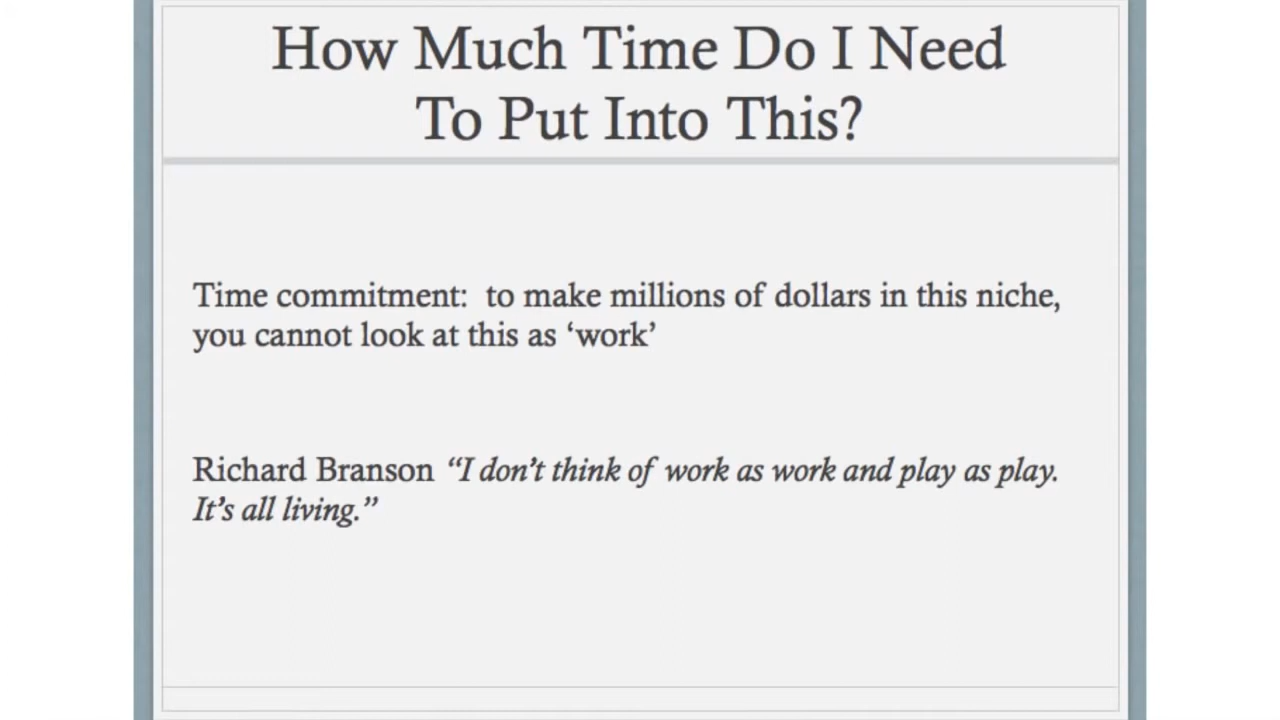 How Much Time Do I Need
To Put Into This?
Time commitment:  to make millions of dollars in this niche,
you cannot look at this as ‘work’
Richard Branson “I don’t think of work as work and play as play.
It’s all living.”